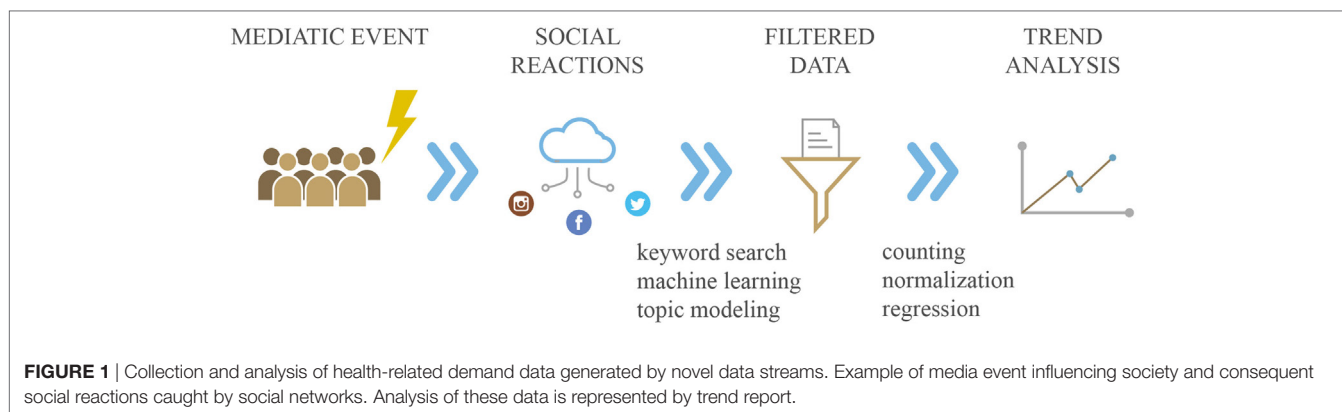 MEDIATIC EVENT
SOCIAL
REACTIONS
FILTERED
DATA
TREND
ANALYSIS
f
keyword search
machine learning
topic modeling
counting
normalization
regression
FIGURE 1 | Collection and analysis of health-related demand data generated by novel data streams. Example of media event influencing society and consequent
social reactions caught by social networks. Analysis of these data is represented by trend report.